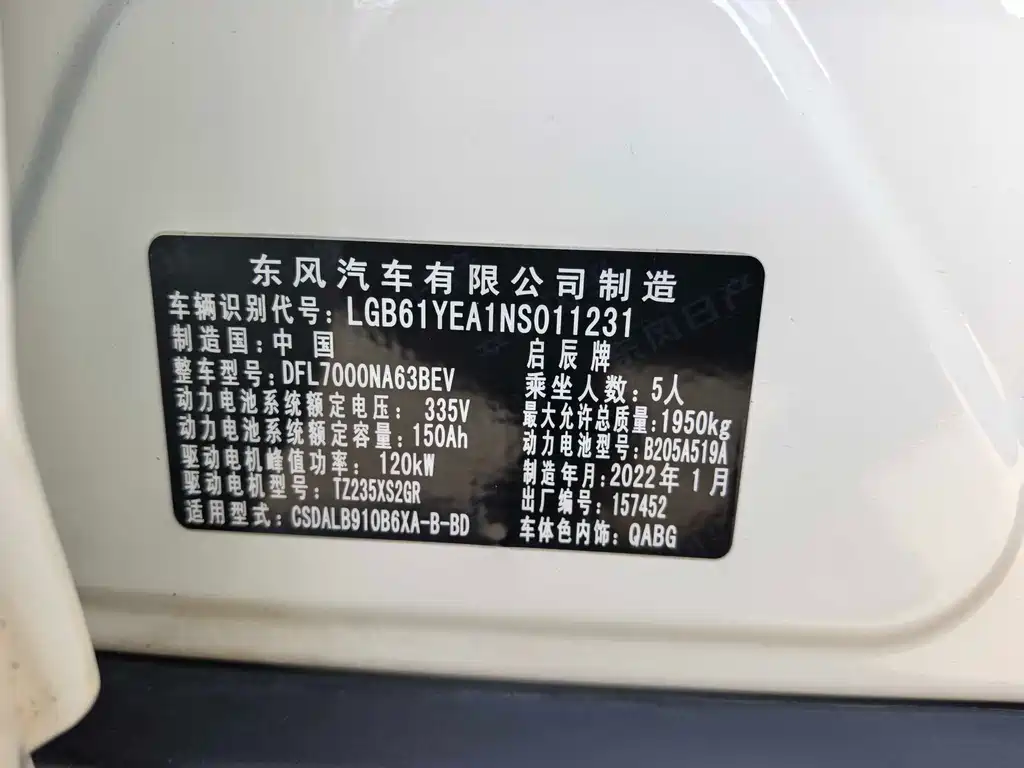 东风汽车有限公司制造
车辆识别代号: LGB61YEA1NS011231
制造国: 中国
启辰牌
整车型号: DFL7000NA63BEV
乘坐人数: 5人
动力电池系统额定电压: 335V
最大允许总质量: 1950kg
动力电池系统额定容量: 150Ah
动力电池型号: B205A519A
驱动电机峰值功率: 120kW
制造年月: 2022年1月
驱动电机型号: TZ235XS2GR
出厂编号: 157452
适用型式: CSDALB910B6XA-B-BD
车体色内饰: QABG